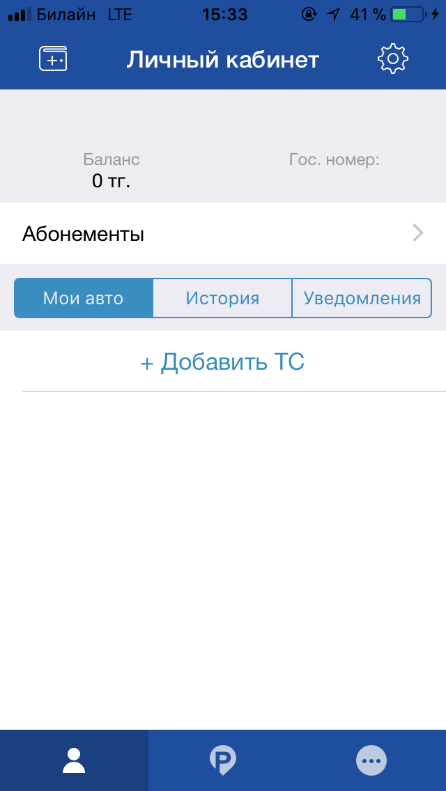 Билайн LTE 15:33 41 %
Личный кабинет
Баланс Гос. номер:
0 тг.
Абонементы
Мои авто История Уведомления
+ Добавить ТС
P